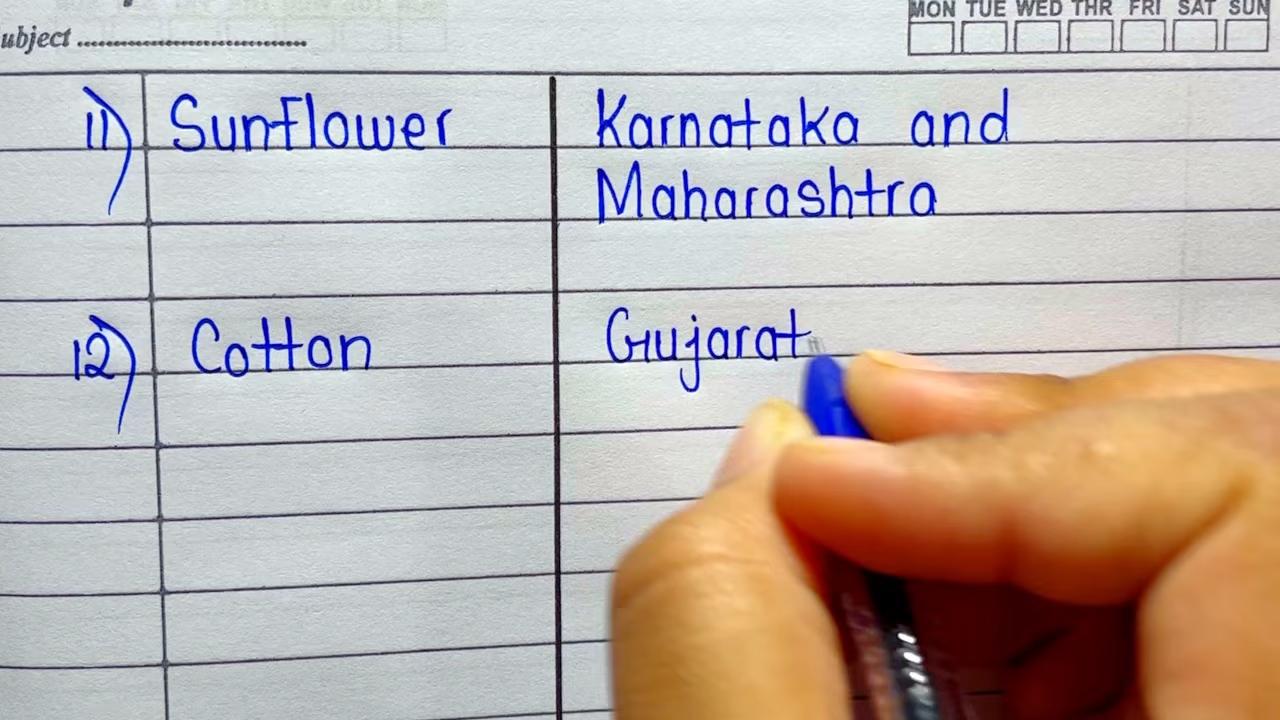 MON TUE WED THR FRI SAT SUN
ubject
11) Sunflower Karnataka and
Maharashtra
12) Cotton Gujarat